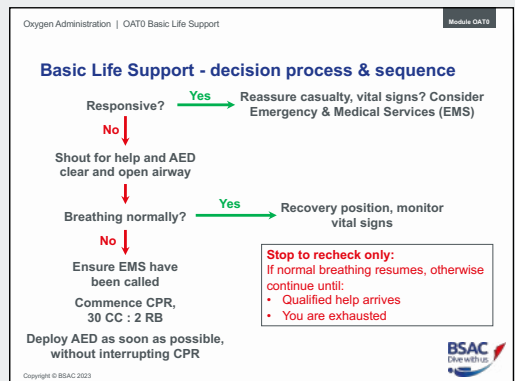 Oxygen Administration | OAT0 Basic Life Support
Module OAT0
Basic Life Support - decision process & sequence
Responsive?
Yes
Reassure casualty, vital signs? Consider
Emergency & Medical Services (EMS)
No
Shout for help and AED
clear and open airway
Breathing normally?
Yes
Recovery position, monitor
vital signs
No
Ensure EMS have
been called
Commence CPR,
30 CC : 2 RB
Deploy AED as soon as possible,
without interrupting CPR
Stop to recheck only:
If normal breathing resumes, otherwise
continue until:
• Qualified help arrives
• You are exhausted
BSAC
Dive with us
Copyright © BSAC 2023